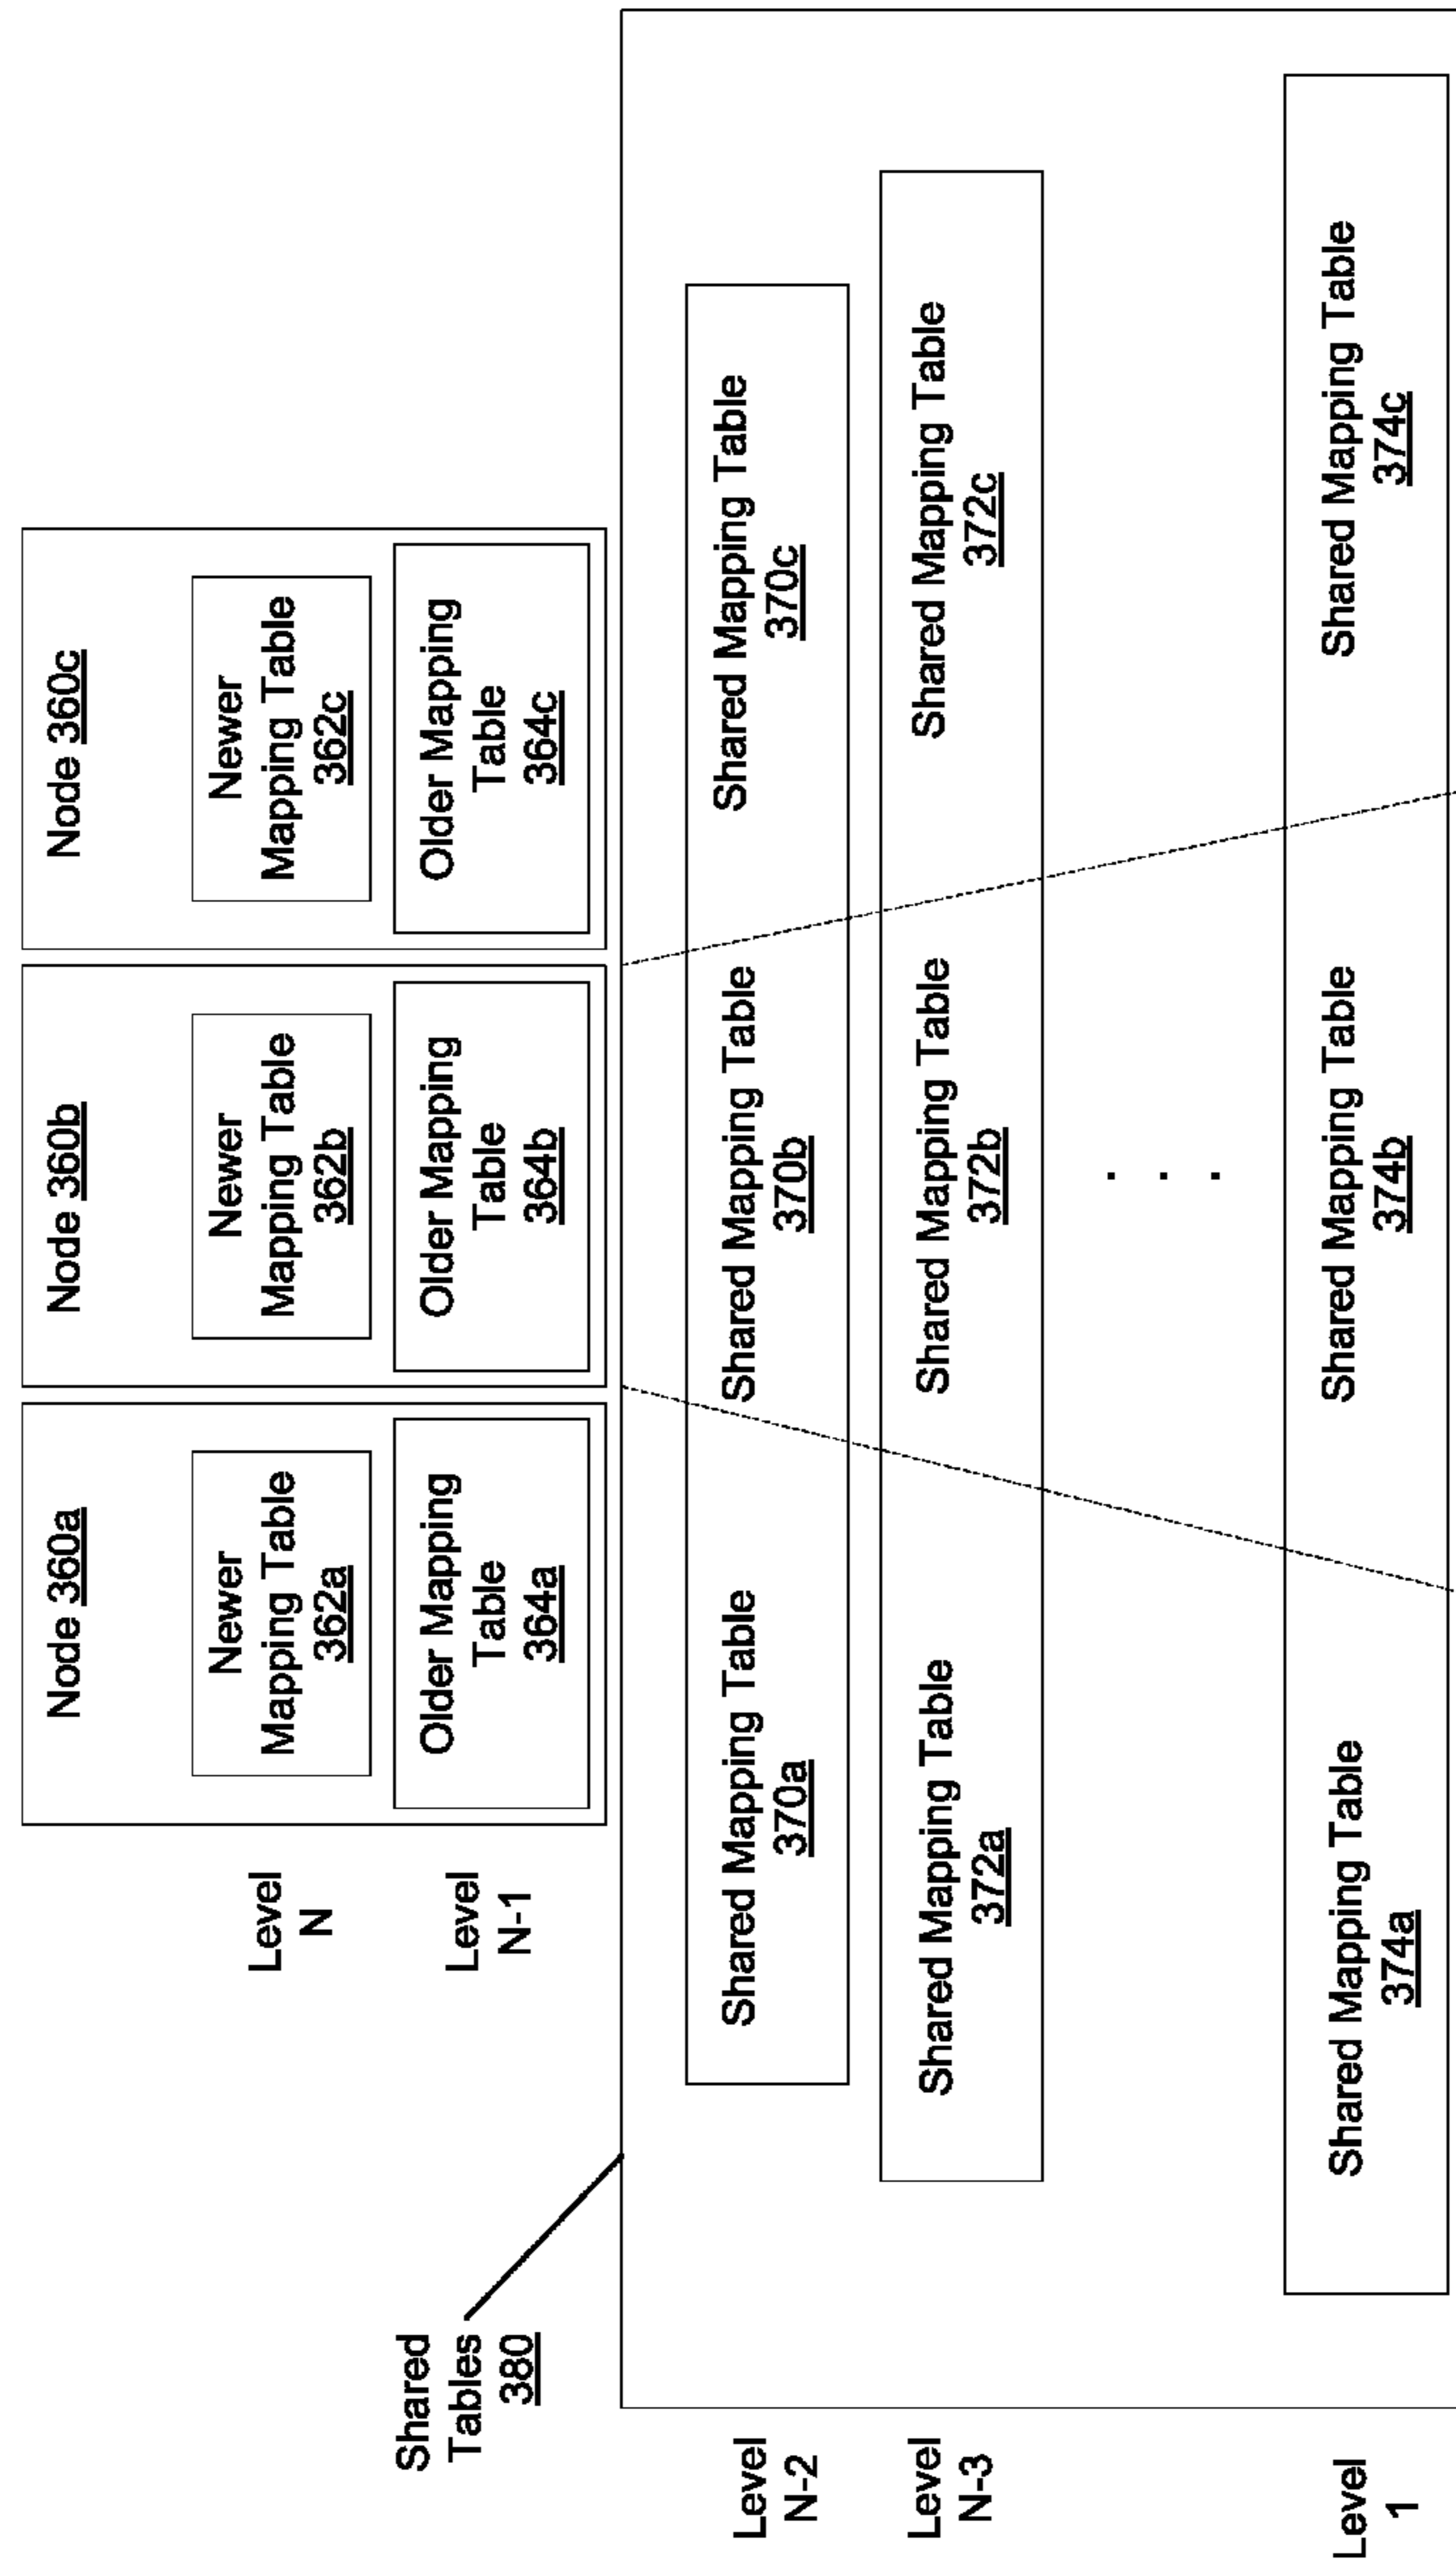 Node 360a
Node 360b
Node 360c
Level
N
Newer
Mapping Table
362a
Newer
Mapping Table
362b
Newer
Mapping Table
362c
Level
N-1
Older Mapping
Table
364a
Older Mapping
Table
364b
Older Mapping
Table
364c
Shared
Tables
380
Level
N-2
Shared Mapping Table
370a
Shared Mapping Table
370b
Shared Mapping Table
370c
Level
N-3
Shared Mapping Table
372a
Shared Mapping Table
372b
Shared Mapping Table
372c
. . .
Level
1
Shared Mapping Table
374a
Shared Mapping Table
374b
Shared Mapping Table
374c